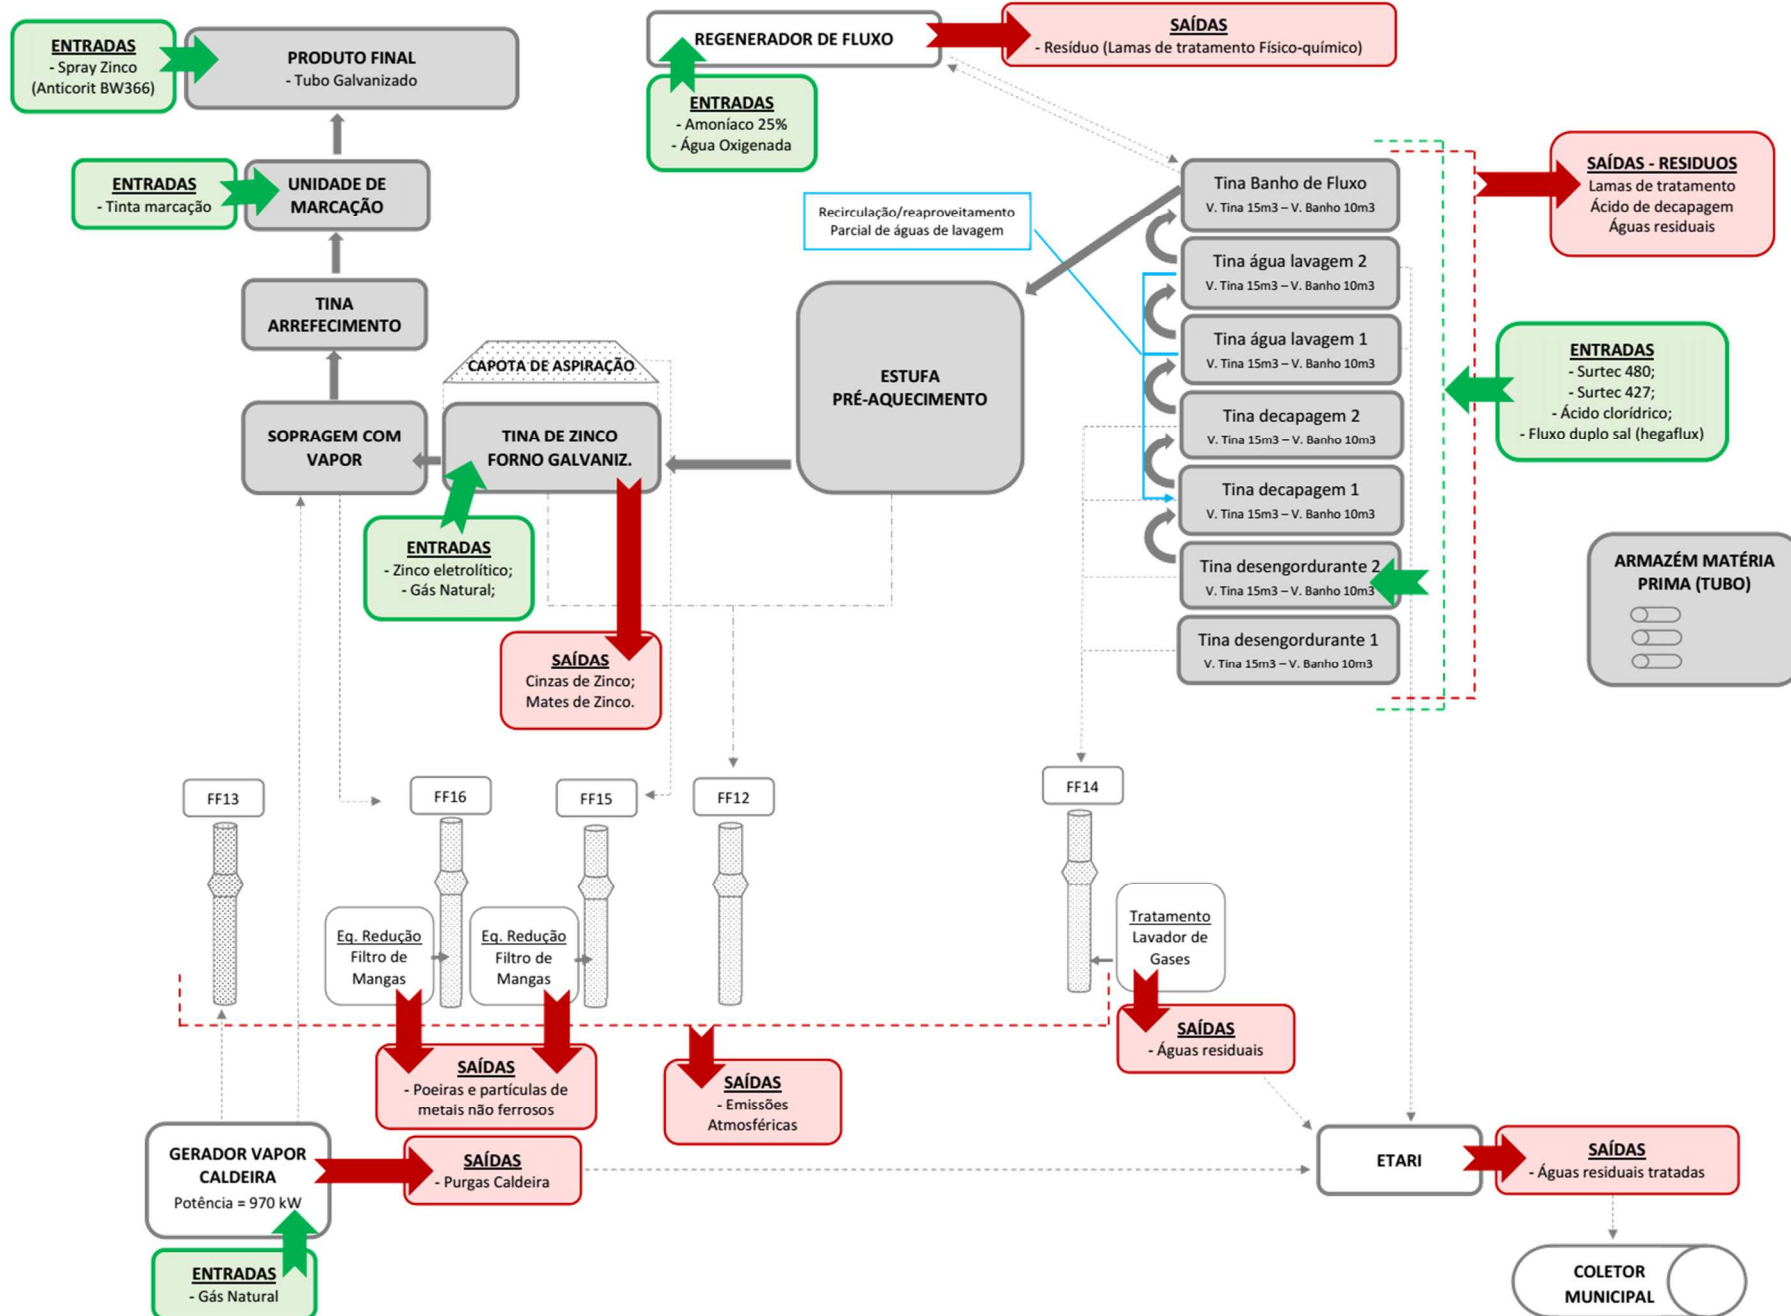 ENTRADAS
- Spray Zinco
(Anticorit BW366)
PRODUTO FINAL
- Tubo Galvanizado
REGENERADOR DE FLUXO
SAÍDAS
- Resíduo (Lamas de tratamento Físico-químico)
ENTRADAS
- Amoníaco 25%
- Água Oxigenada
ENTRADAS
- Tinta marcação
UNIDADE DE
MARCAÇÃO
Recirculação/reaproveitamento
Parcial de águas de lavagem
Tina Banho de Fluxo
V. Tina 15m3 – V. Banho 10m3
SAÍDAS - RESIDUOS
Lamas de tratamento
Ácido de decapagem
Águas residuais
Tina água lavagem 2
V. Tina 15m3 – V. Banho 10m3
TINA
ARREFECIMENTO
Tina água lavagem 1
V. Tina 15m3 – V. Banho 10m3
CAPOTA DE ASPIRAÇÃO
ESTUFA
PRÉ-AQUECIMENTO
ENTRADAS
- Surtec 480;
- Surtec 427;
- Ácido clorídrico;
- Fluxo duplo sal (hegaflux)
SOPRAGEM COM
VAPOR
TINA DE ZINCO
FORNO GALVANIZ.
Tina decapagem 2
V. Tina 15m3 – V. Banho 10m3
Tina decapagem 1
V. Tina 15m3 – V. Banho 10m3
ENTRADAS
- Zinco eletrolítico;
- Gás Natural;
Tina desengordurante 2
V. Tina 15m3 – V. Banho 10m3
ARMAZÉM MATÉRIA
PRIMA (TUBO)
Tina desengordurante 1
V. Tina 15m3 – V. Banho 10m3
SAÍDAS
Cinzas de Zinco;
Mates de Zinco.
FF13
FF16
FF15
FF12
FF14
Eq. Redução
Filtro de
Mangas
Eq. Redução
Filtro de
Mangas
Tratamento
Lavador de
Gases
SAÍDAS
- Águas residuais
SAÍDAS
- Poeiras e partículas de
metais não ferrosos
SAÍDAS
- Emissões
Atmosféricas
GERADOR VAPOR
CALDEIRA
Potência = 970 kW
SAÍDAS
- Purgas Caldeira
ETARI
SAÍDAS
- Águas residuais tratadas
ENTRADAS
- Gás Natural
COLETOR
MUNICIPAL